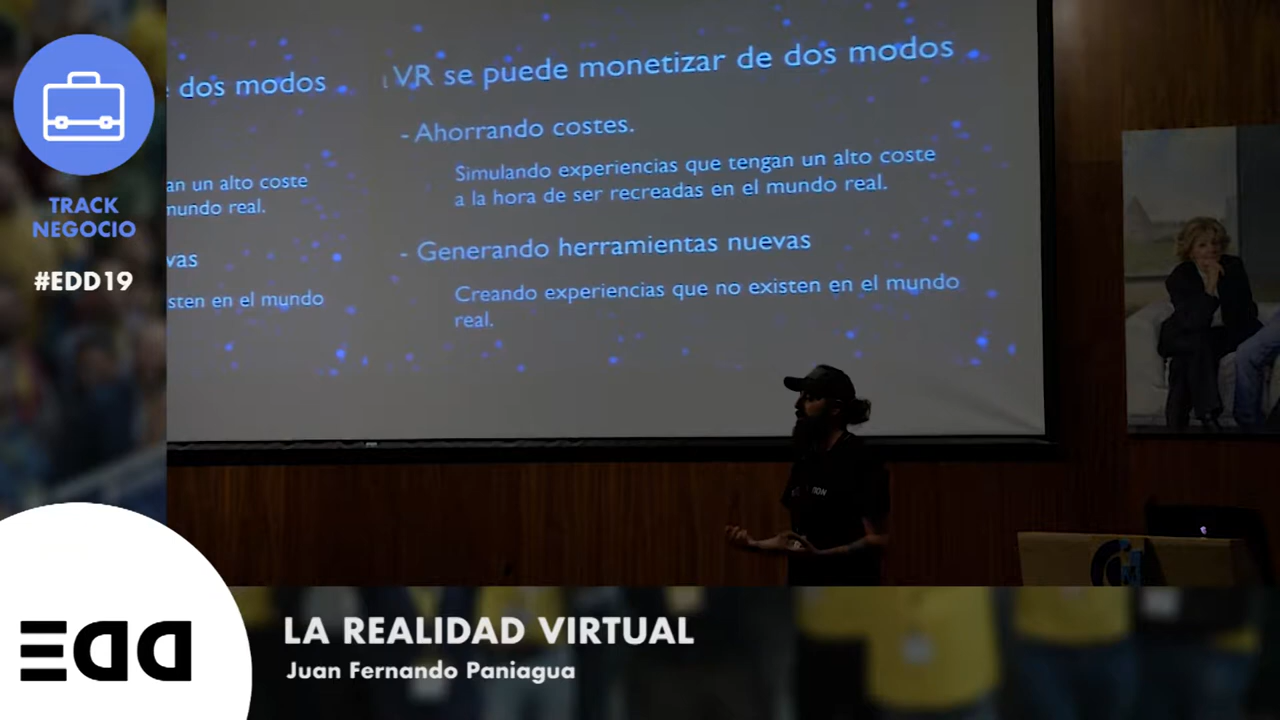 TRACK
NEGOCIO
#EDD19
dos modos
an un alto coste
mundo real.
vas
sten en el mundo
VR se puede monetizar de dos modos
- Ahorrando costes.
Simulando experiencias que tengan un alto coste
a la hora de ser recreadas en el mundo real.
- Generando herramientas nuevas
Creando experiencias que no existen en el mundo
real.
EDD
LA REALIDAD VIRTUAL
Juan Fernando Paniagua